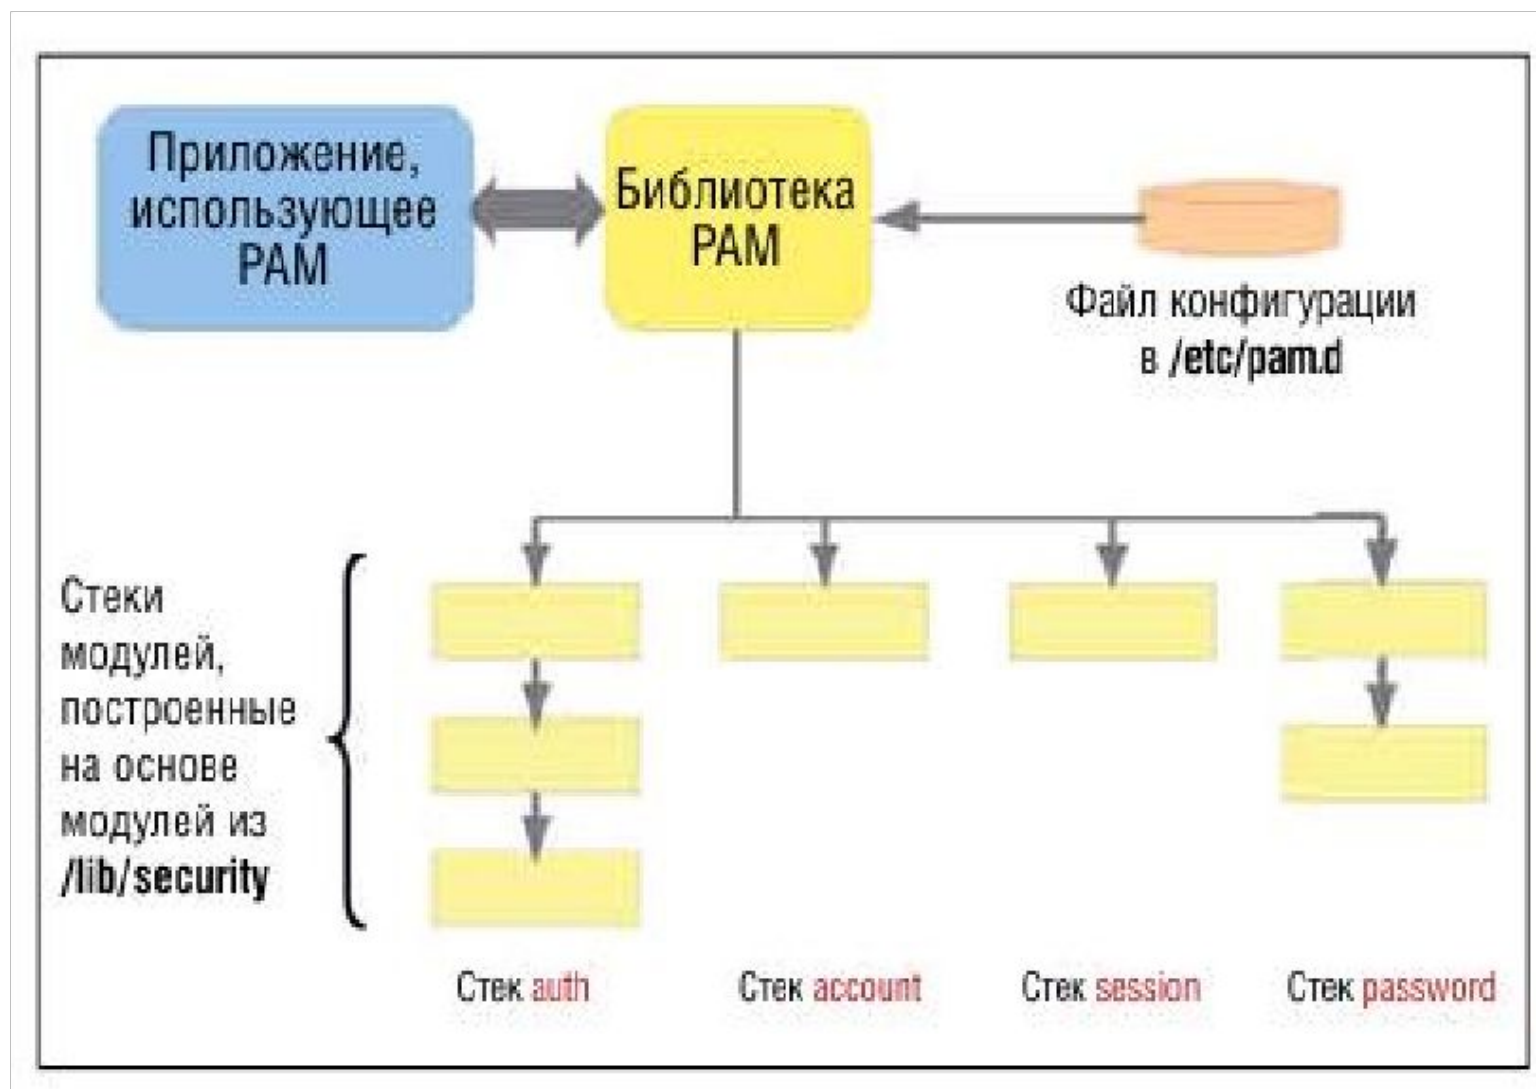 Приложение,
использующее
PAM
Библиотека
PAM
Файл конфигурации
в /etc/pam.d
Стеки
модулей,
построенные
на основе
модулей из
/lib/security
Стек auth
Стек account
Стек session
Стек password